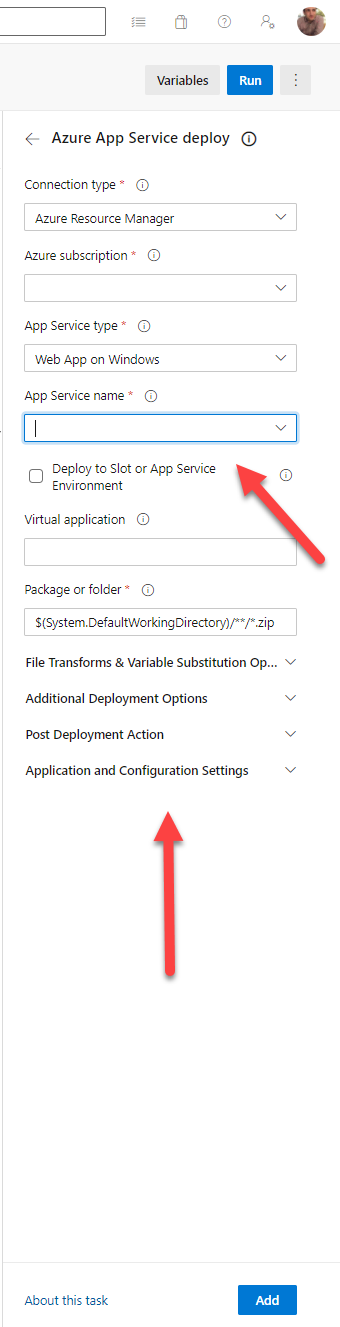 Variables
Run
Azure App Service deploy
Connection type *
Azure Resource Manager
Azure subscription *
App Service type *
Web App on Windows
App Service name *
Deploy to Slot or App Service
Environment
Virtual application
Package or folder *
$(System.DefaultWorkingDirectory)/**/*.zip
File Transforms & Variable Substitution Op...
Additional Deployment Options
Post Deployment Action
Application and Configuration Settings
About this task
Add